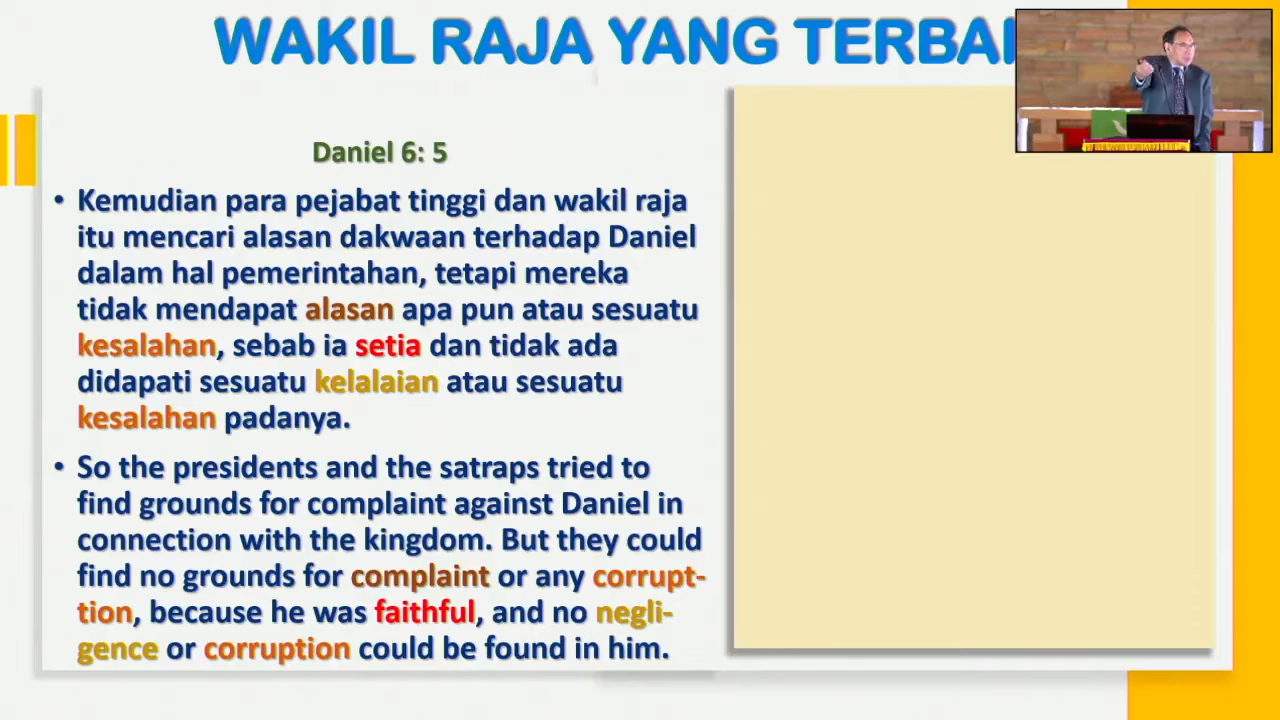 WAKIL RAJA YANG
Daniel 6: 5
• Kemudian para pejabat tinggi dan wakil raja
itu mencari alasan dakwaan terhadap Daniel
dalam hal pemerintahan, tetapi mereka
tidak mendapat alasan apa pun atau sesuatu
kesalahan, sebab ia setia dan tidak ada
didapati sesuatu kelalaian atau sesuatu
kesalahan padanya.
• So the presidents and the satraps tried to
find grounds for complaint against Daniel in
connection with the kingdom. But they could
find no grounds for complaint or any corrupt-
tion, because he was faithful, and no negli-
gence or corruption could be found in him.